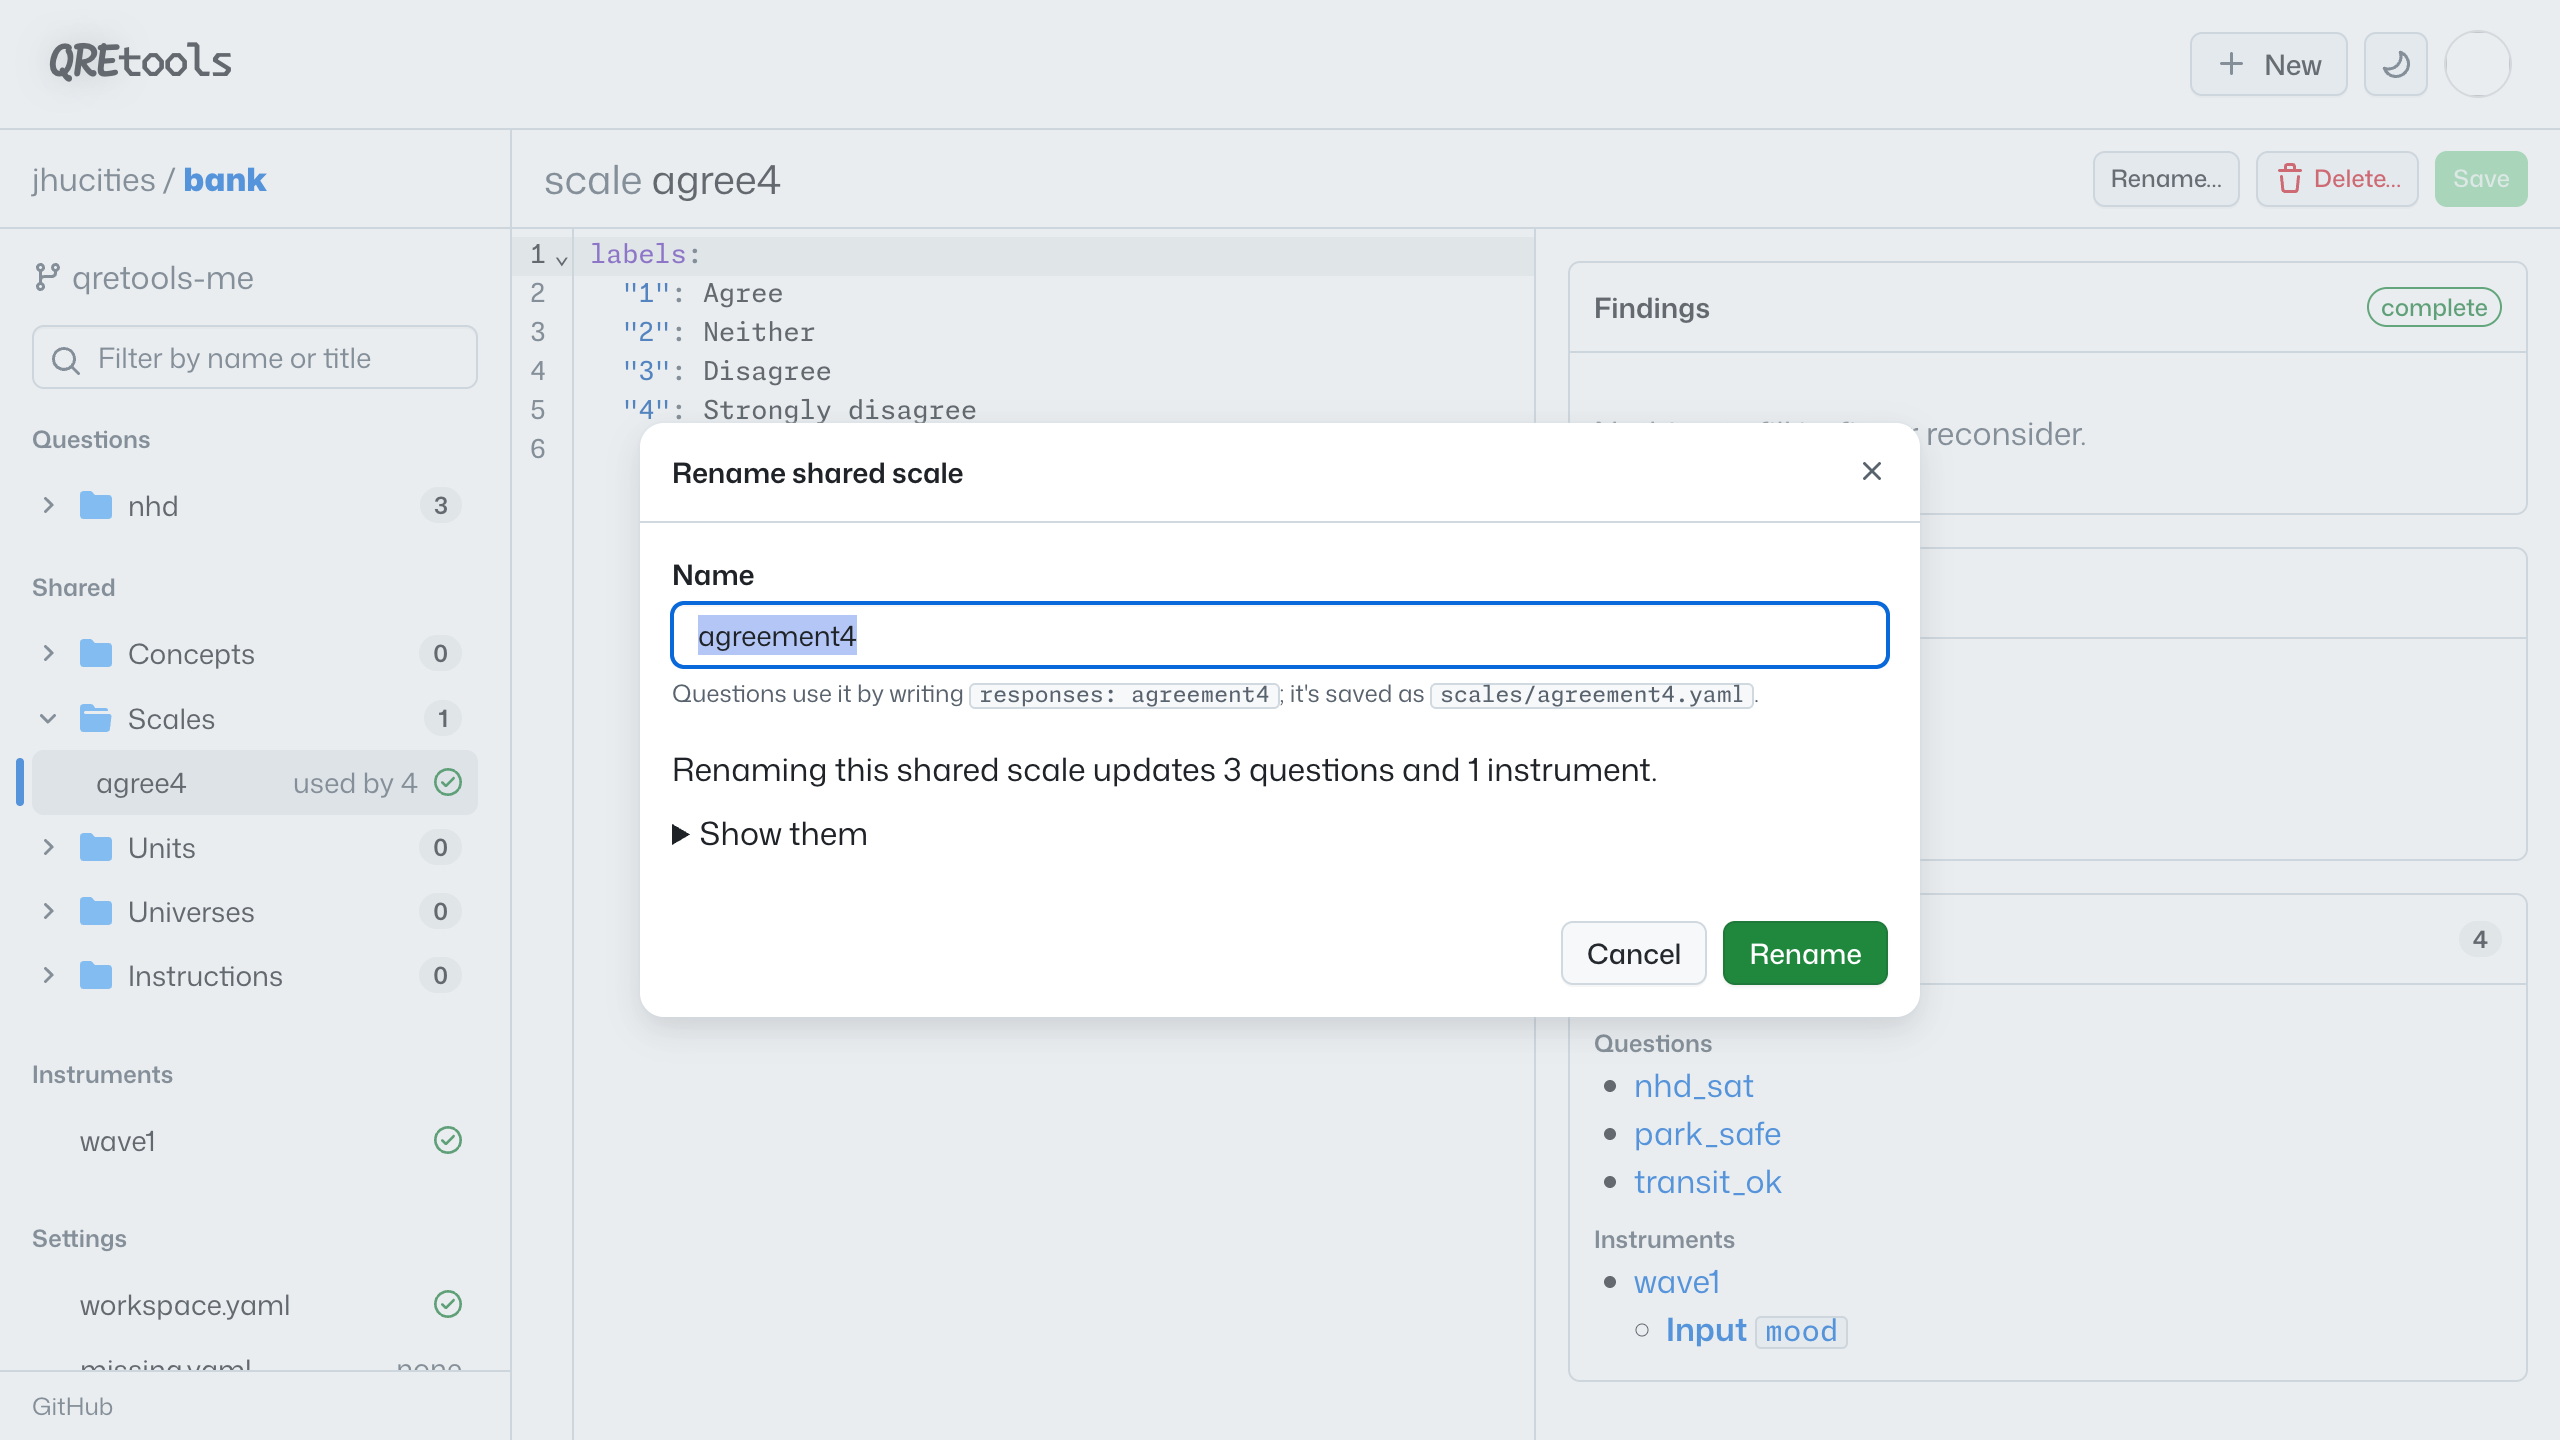 QREtools
New
jhucities / bank
scale agree4
Rename...
Delete...
Save
qretools-me
Filter by name or title
Questions
nhd 3
Shared
Concepts 0
Scales 1
agree4 used by 4
Units 0
Universes 0
Instructions 0
Instruments
wave1
Settings
workspace.yaml
missing.yaml none
GitHub
1 labels:
2 "1": Agree
3 "2": Neither
4 "3": Disagree
5 "4": Strongly disagree
6
Findings complete
reconsider.
Rename shared scale
Name
agreement4
Questions use it by writing responses: agreement4; it's saved as scales/agreement4.yaml.
Renaming this shared scale updates 3 questions and 1 instrument.
Show them
Cancel
Rename
4
Questions
nhd_sat
park_safe
transit_ok
Instruments
wave1
Input mood